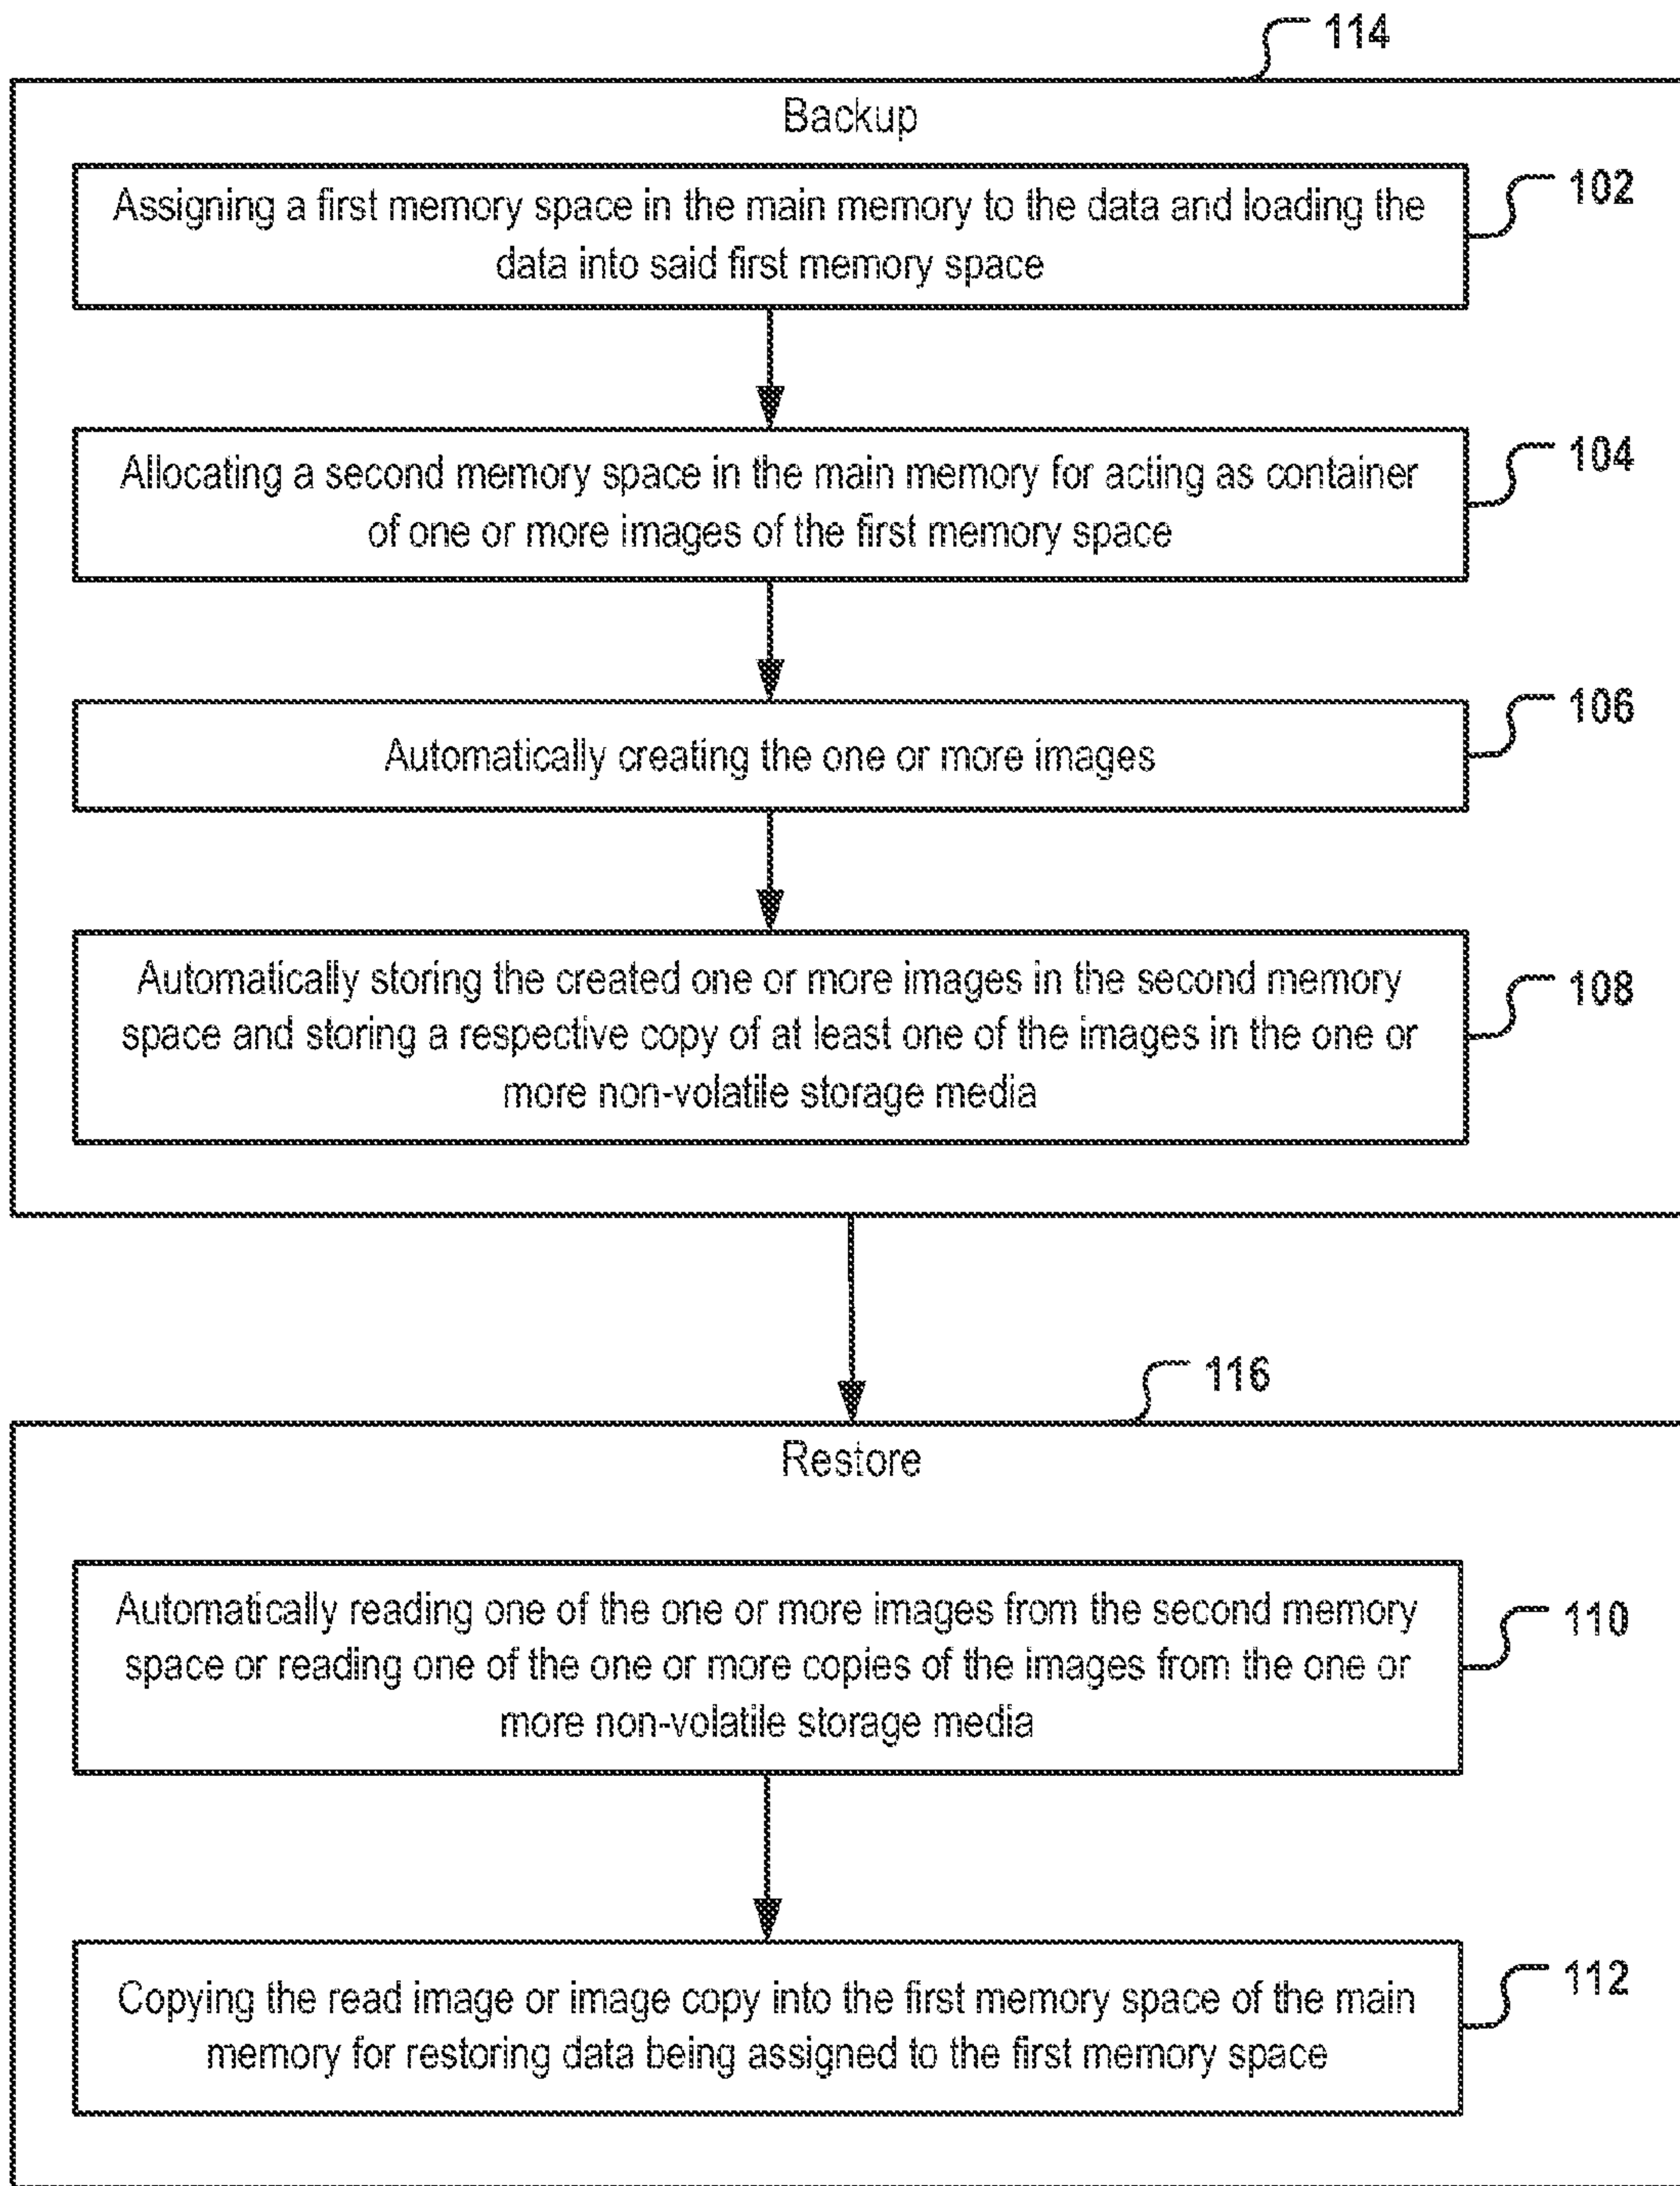 114
Backup
Assigning a first memory space in the main memory to the data and loading the
data into said first memory space
102
Allocating a second memory space in the main memory for acting as container
of one or more images of the first memory space
104
Automatically creating the one or more images
106
Automatically storing the created one or more images in the second memory
space and storing a respective copy of at least one of the images in the one or
more non-volatile storage media
108
116
Restore
Automatically reading one of the one or more images from the second memory
space or reading one of the one or more copies of the images from the one or
more non-volatile storage media
110
Copying the read image or image copy into the first memory space of the main
memory for restoring data being assigned to the first memory space
112